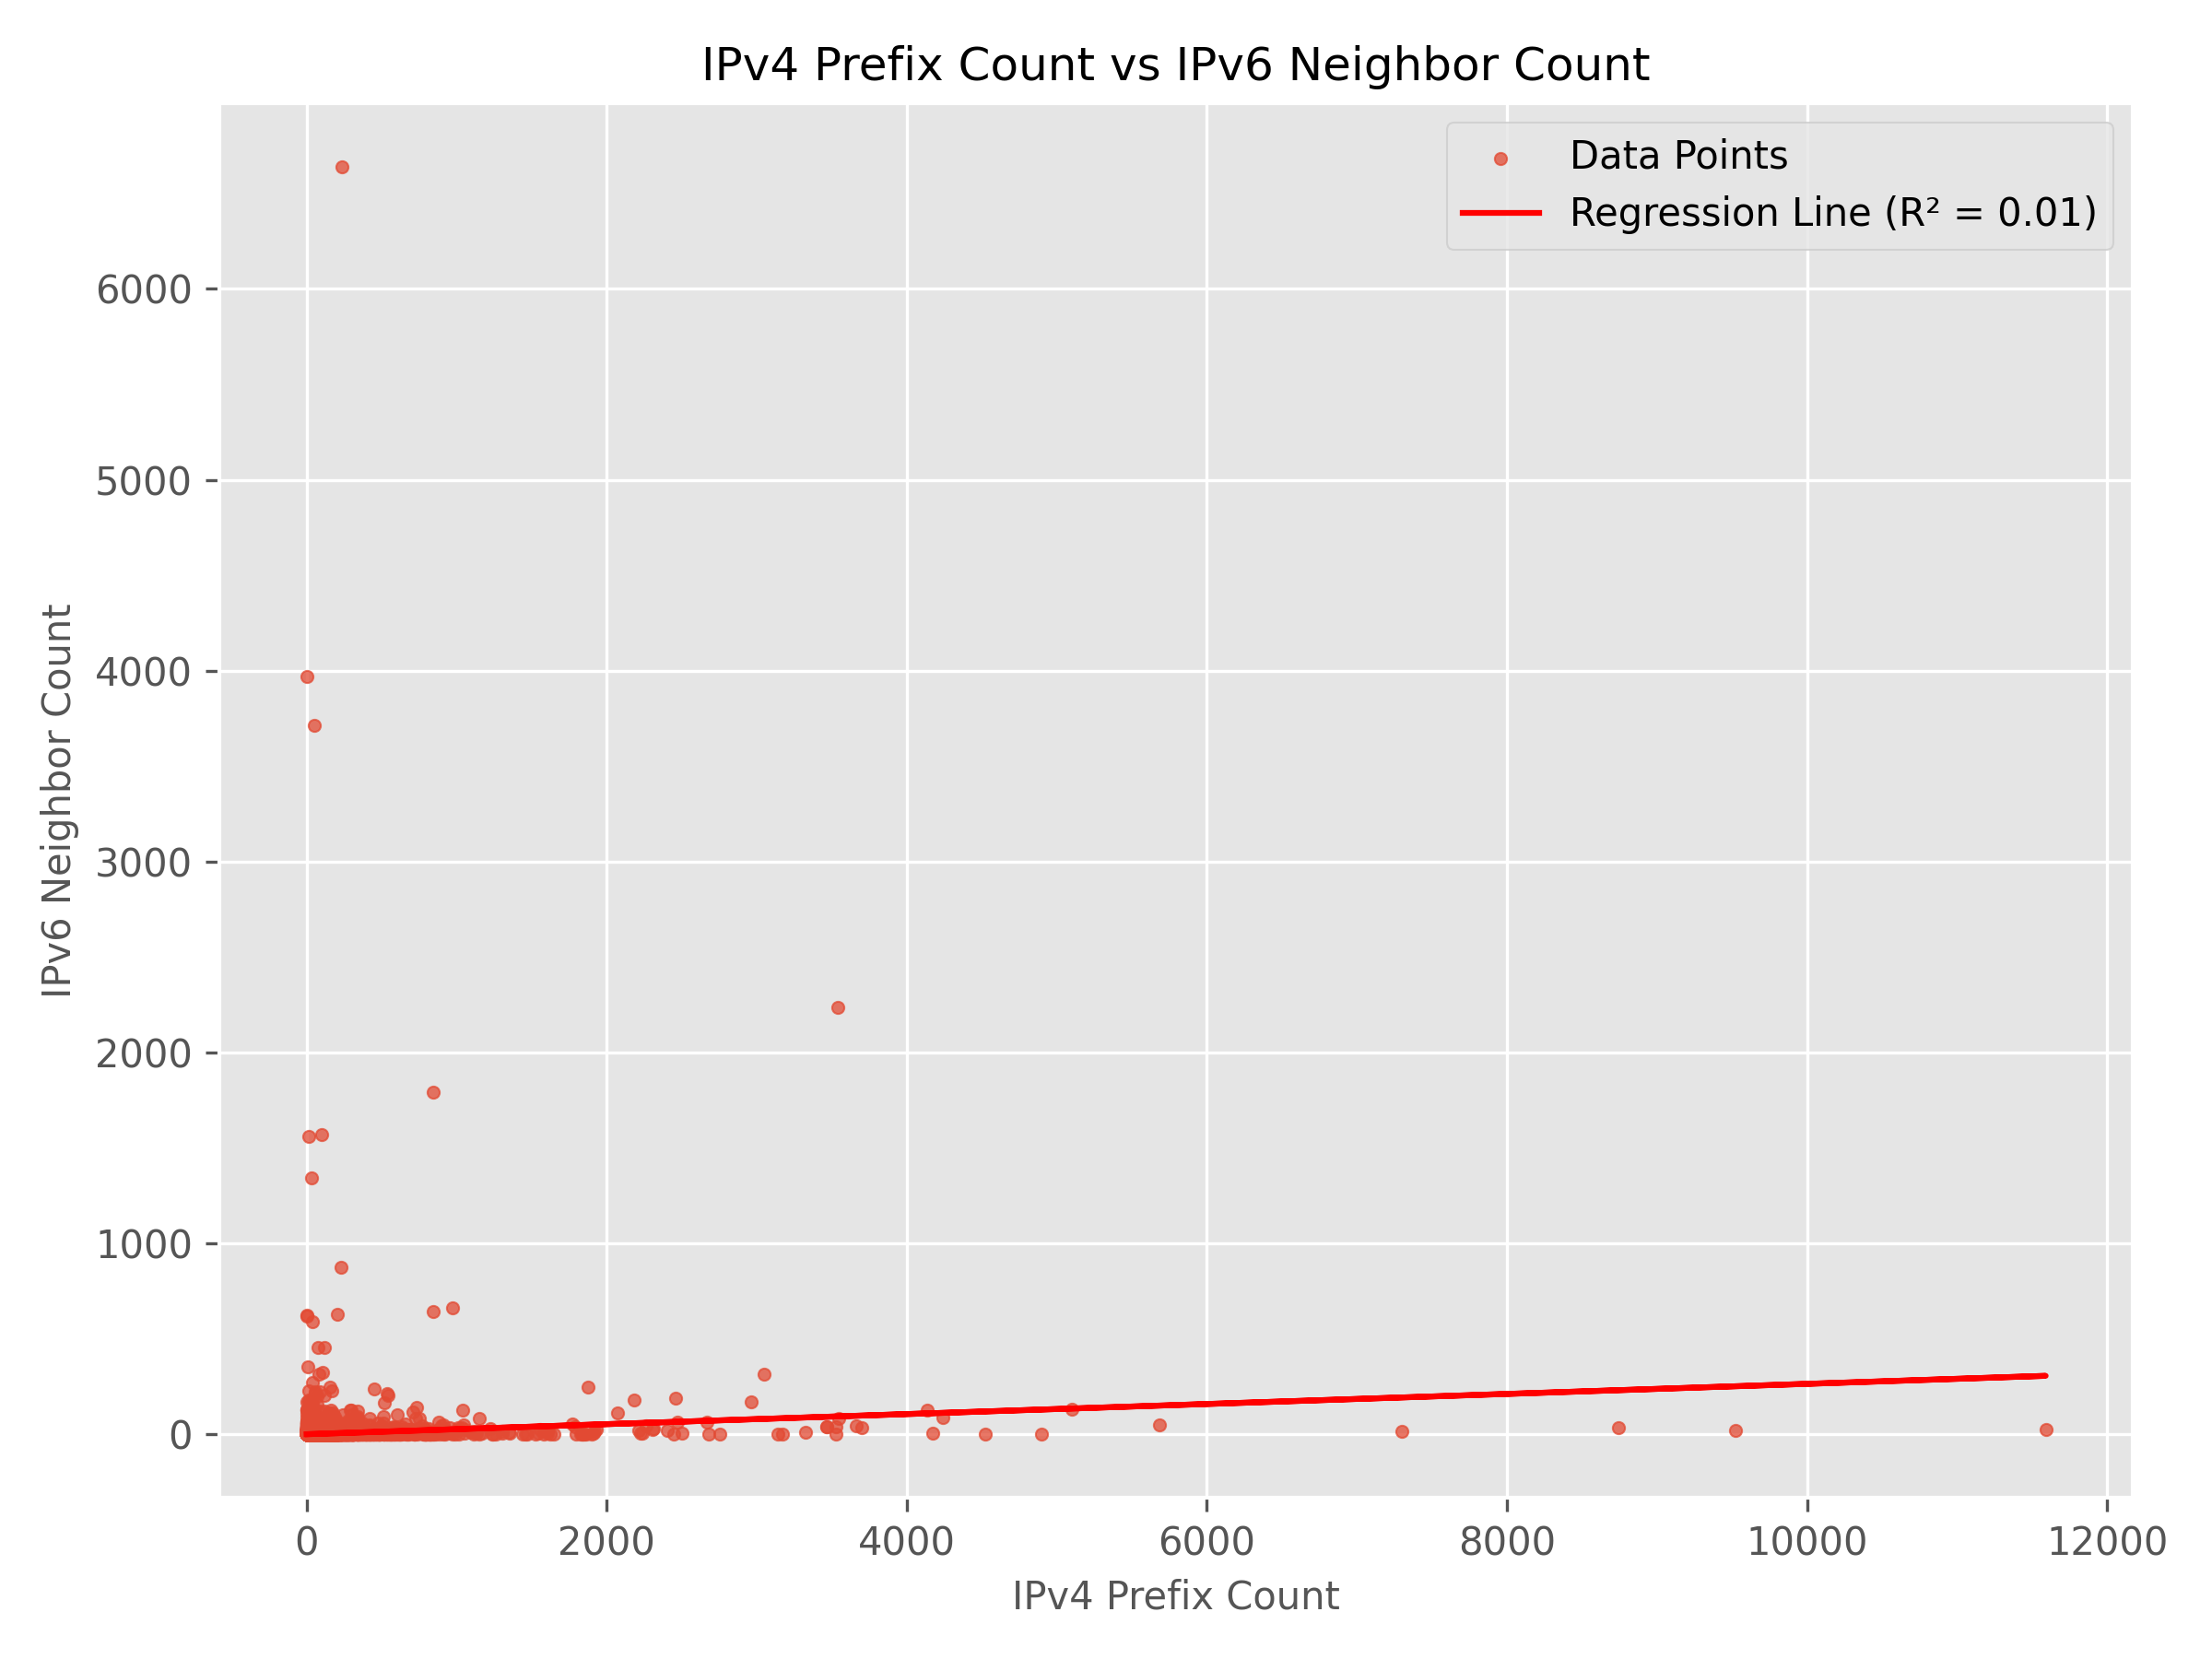 IPv4 Prefix Count vs IPv6 Neighbor Count
Data Points
Regression Line (R² = 0.01)
IPv6 Neighbor Count
6000
5000
4000
3000
2000
1000
0
0 2000 4000 6000 8000 10000 12000
IPv4 Prefix Count